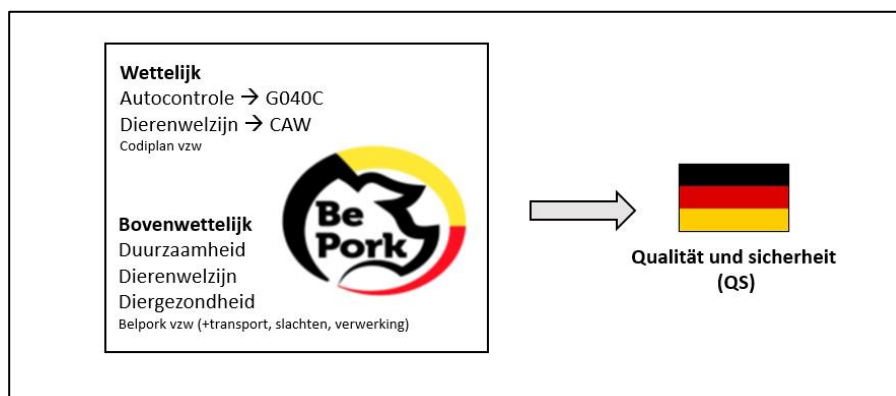 Wettelijk
Autocontrole → G040C
Dierenwelzijn → CAW
Codiplan vzw
Be
Pork
Bovenwettelijk
Duurzaamheid
Dierenwelzijn
Diergezondheid
Belpork vzw (+transport, slachten, verwerking)
Qualität und sicherheit
(QS)